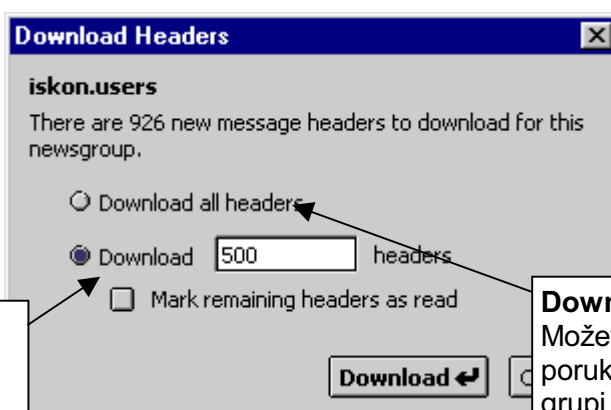 Download Headers
iskon.users
There are 926 new message headers to download for this
newsgroup.
Download all headers
Download 500 headers
Mark remaining headers as read
Download
poruk
grupi